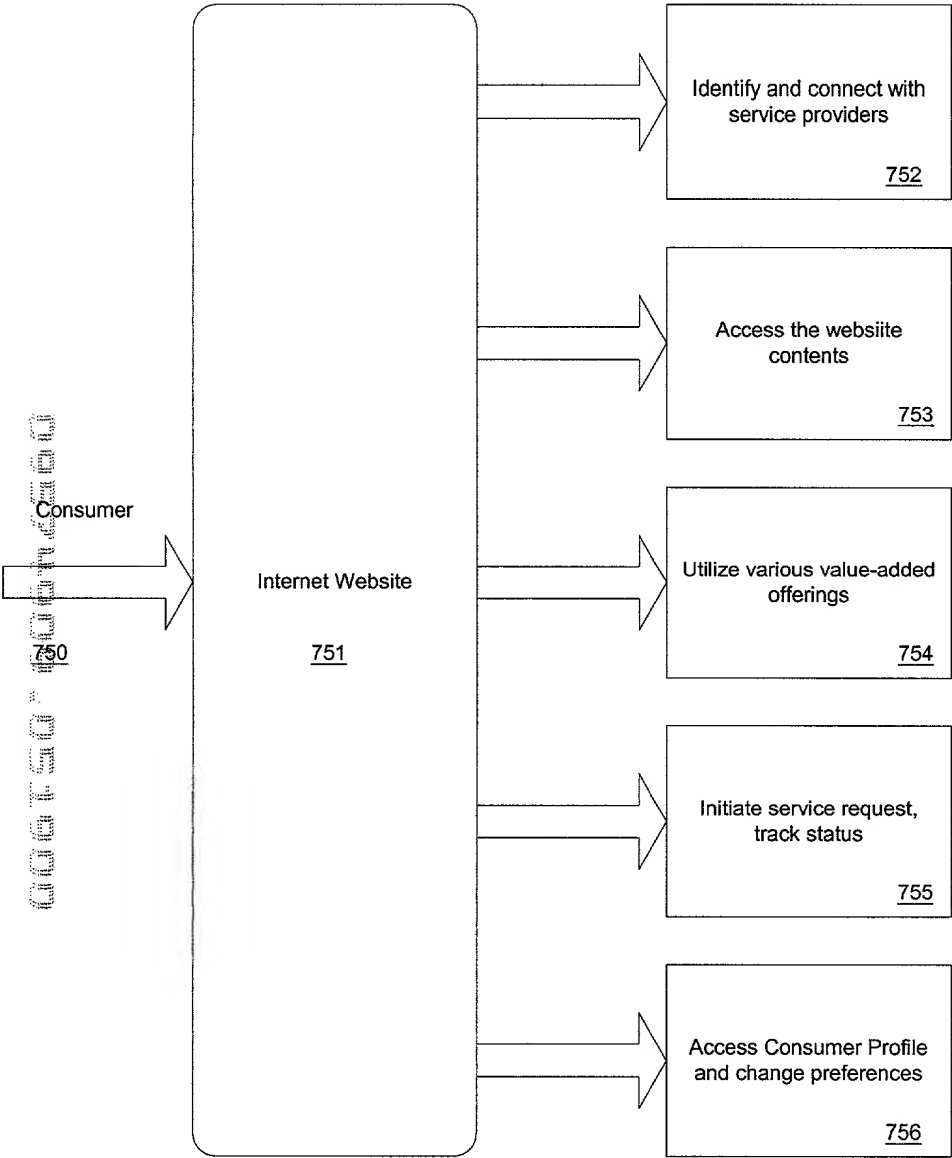 Consumer
750
Internet Website
751
Identify and connect with
service providers
752
Access the websiite
contents
753
Utilize various value-added
offerings
754
Initiate service request,
track status
755
Access Consumer Profile
and change preferences
756